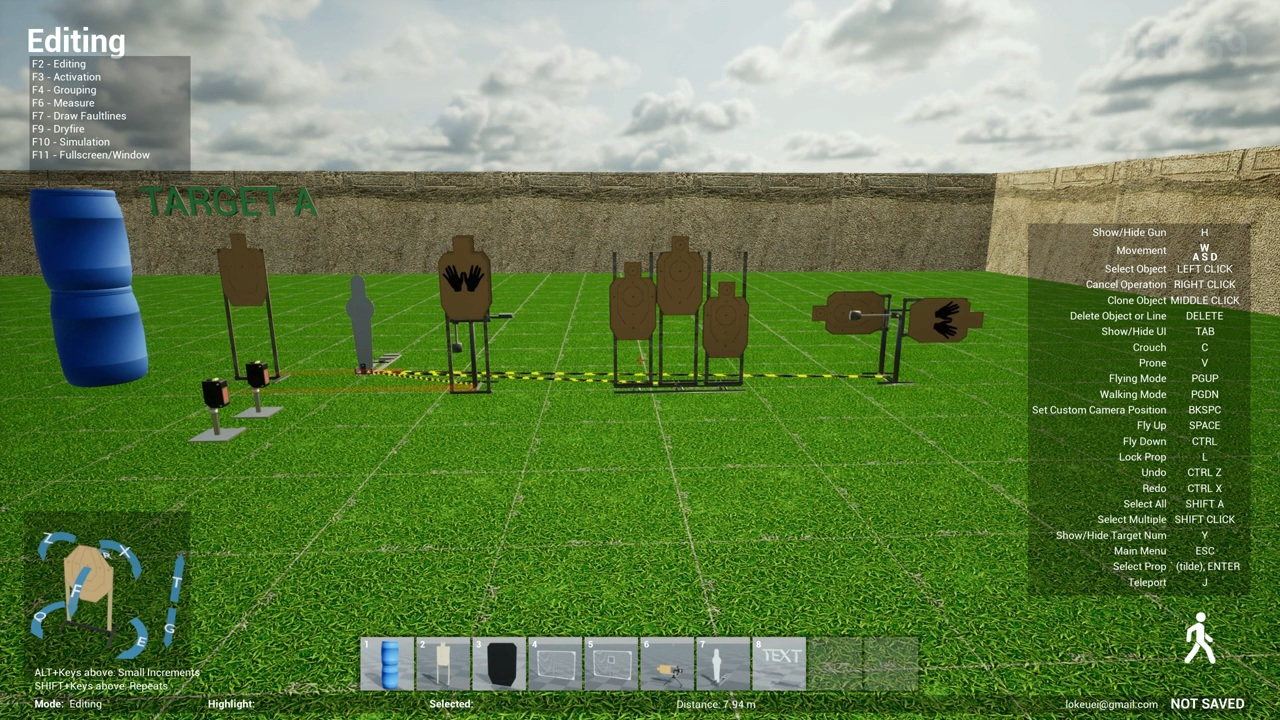 Editing
F2 - Editing
F3 - Activation
F4 - Grouping
F6 - Measure
F7 - Draw Faultlines
F9 - Dryfire
F10 - Simulation
F11 - Fullscreen/Window
TARGET A
Show/Hide Gun H
Movement W
A S D
Select Object LEFT CLICK
Cancel Operation RIGHT CLICK
Clone Object MIDDLE CLICK
Delete Object or Line DELETE
Show/Hide UI TAB
Crouch C
Prone V
Flying Mode PGUP
Walking Mode PGDN
Set Custom Camera Position BKSPC
Fly Up SPACE
Fly Down CTRL
Lock Prop L
Undo CTRL Z
Redo CTRL X
Select All SHIFT A
Select Multiple SHIFT CLICK
Show/Hide Target Num Y
Main Menu ESC
Select Prop (tilde), ENTER
Teleport J
Z R X
F T
Q E G
ALT+Keys above: Small Increments
SHIFT+Keys above: Repeats
1 2 3 4 5 6 7 8 TEXT
Mode: Editing Highlight: Selected: Distance: 7.94 m lokeuei@gmail.com NOT SAVED